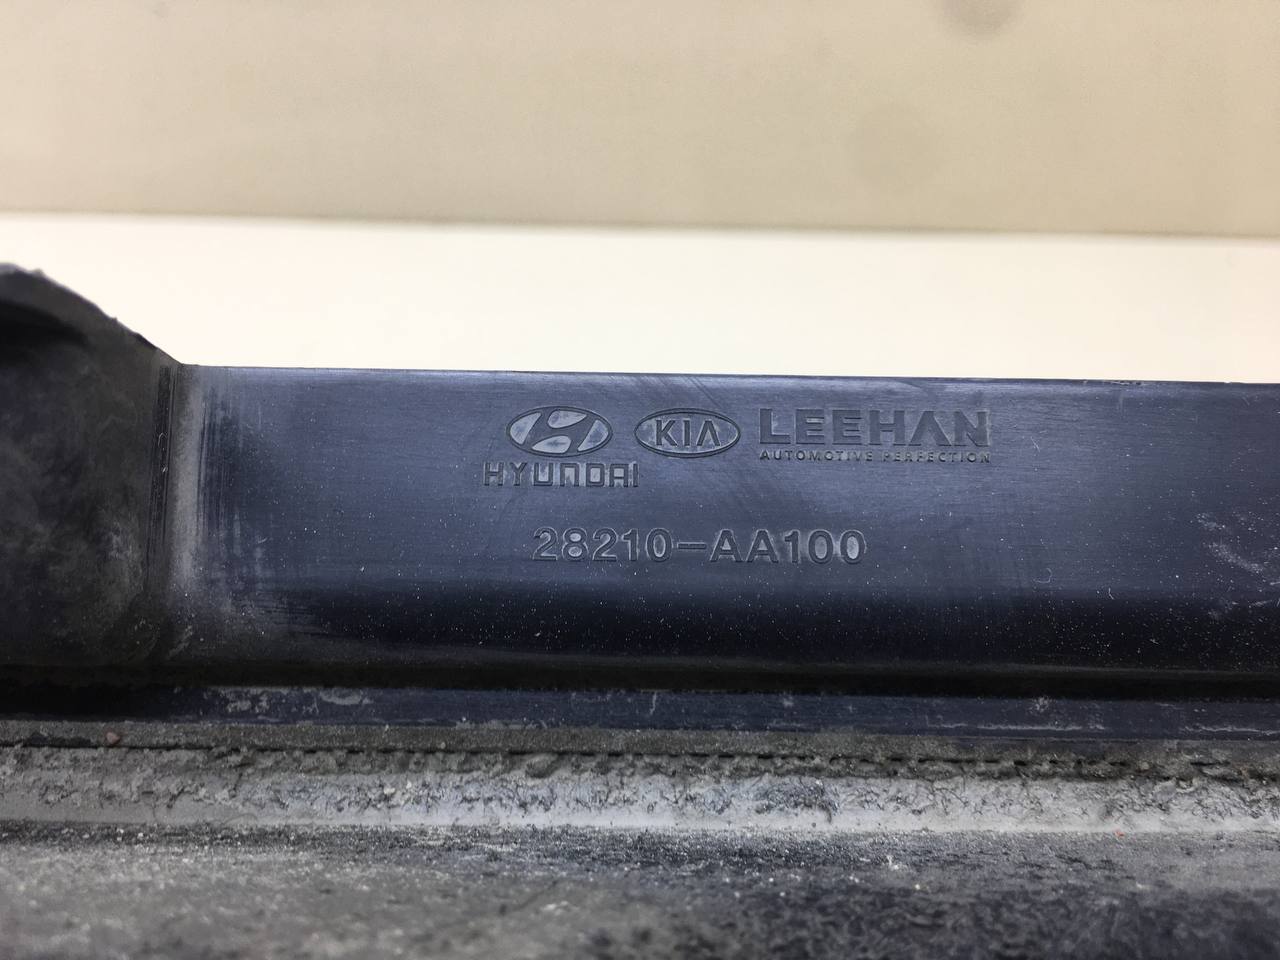 HYUNDAI
KIA
LEEHAN
AUTOMOTIVE PERFECTION
28210-AA100